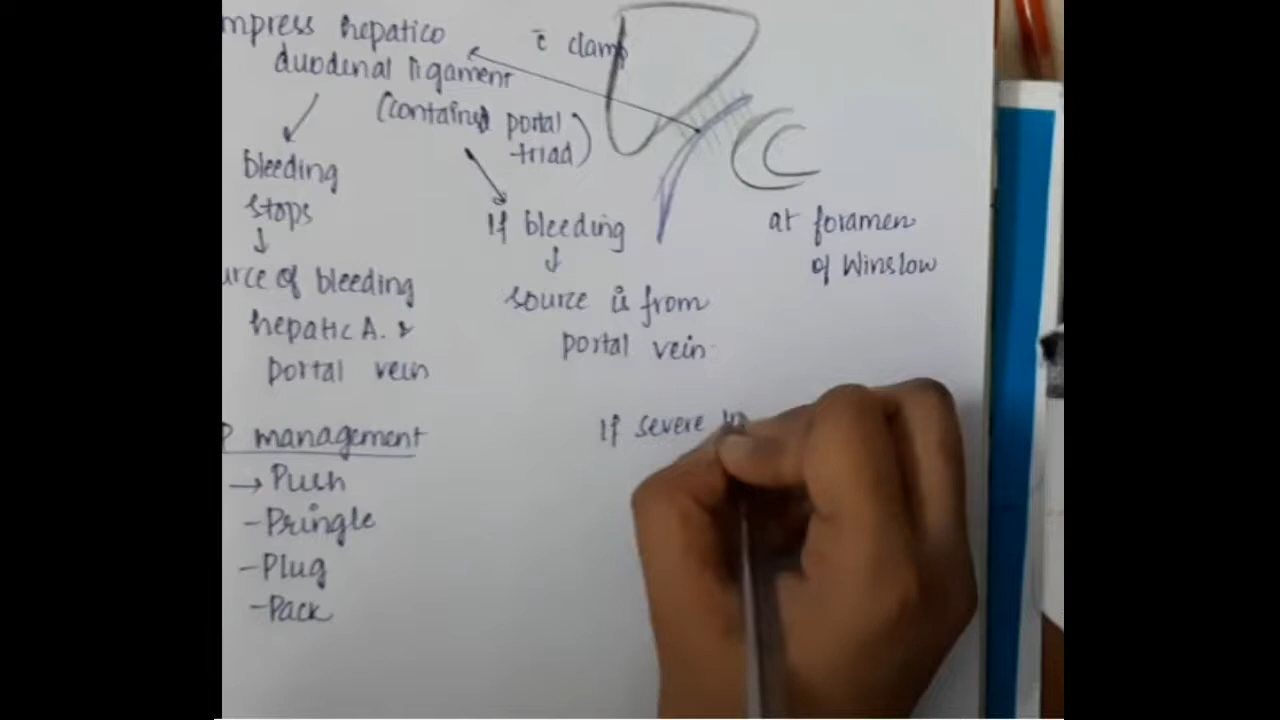 mpress hepatico
duodenal ligament
(contained portal
triad)
c̄ clamp
bleeding
stops
If bleeding
at foramen
of Winslow
urce of bleeding
hepatic A. &
portal vein
source is from
portal vein
P management
→ Push
- Pringle
- Plug
- Pack
If severe